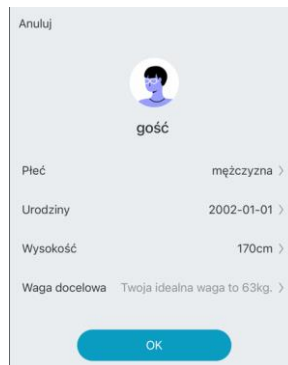 Anuluj
gość
Płeć mężczyzna
Urodziny 2002-01-01
Wysokość 170cm
Waga docelowa Twoja idealna waga to 63kg.
OK